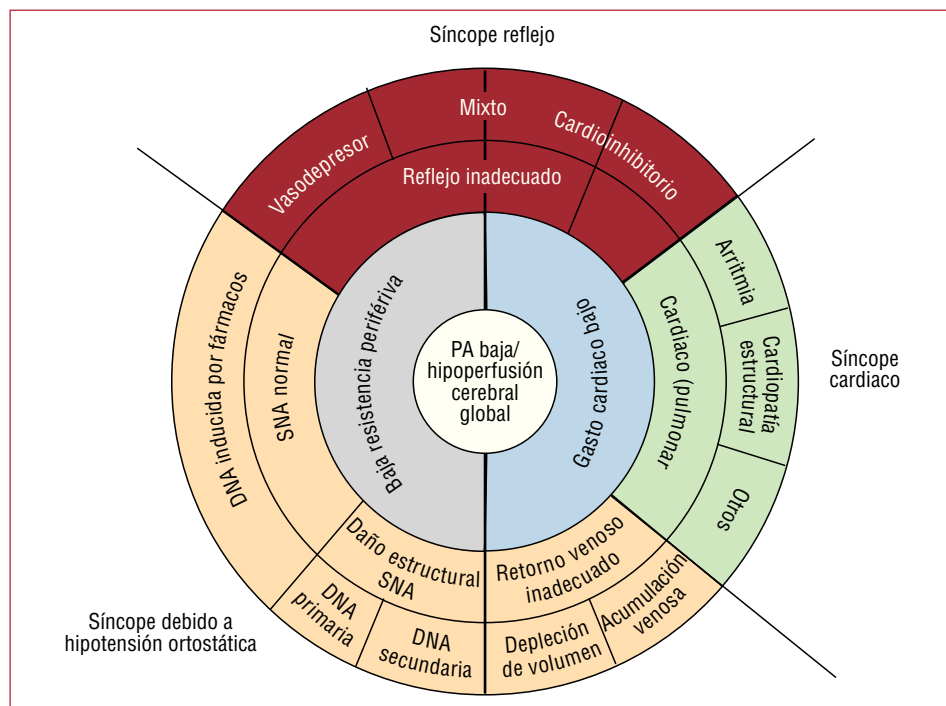 Síncope reflejo
Vasodepresor
Mixto
Cardioinhibitorio
Reflejo inadecuado
DNA inducida por fármacos
SNA normal
Baja resistencia perifériva
PA baja/
hipoperfusión
cerebral
global
Gasto cardiaco bajo
Cardiaco (pulmonar
Arritmia
Cardiopatía
estructural
Otros
Síncope
cardiaco
Daño estructural
SNA
Retorno venoso
inadecuado
DNA
primaria
DNA
secundaria
Depleción
de volumen
Acumulación
venosa
Síncope debido a
hipotensión ortostática